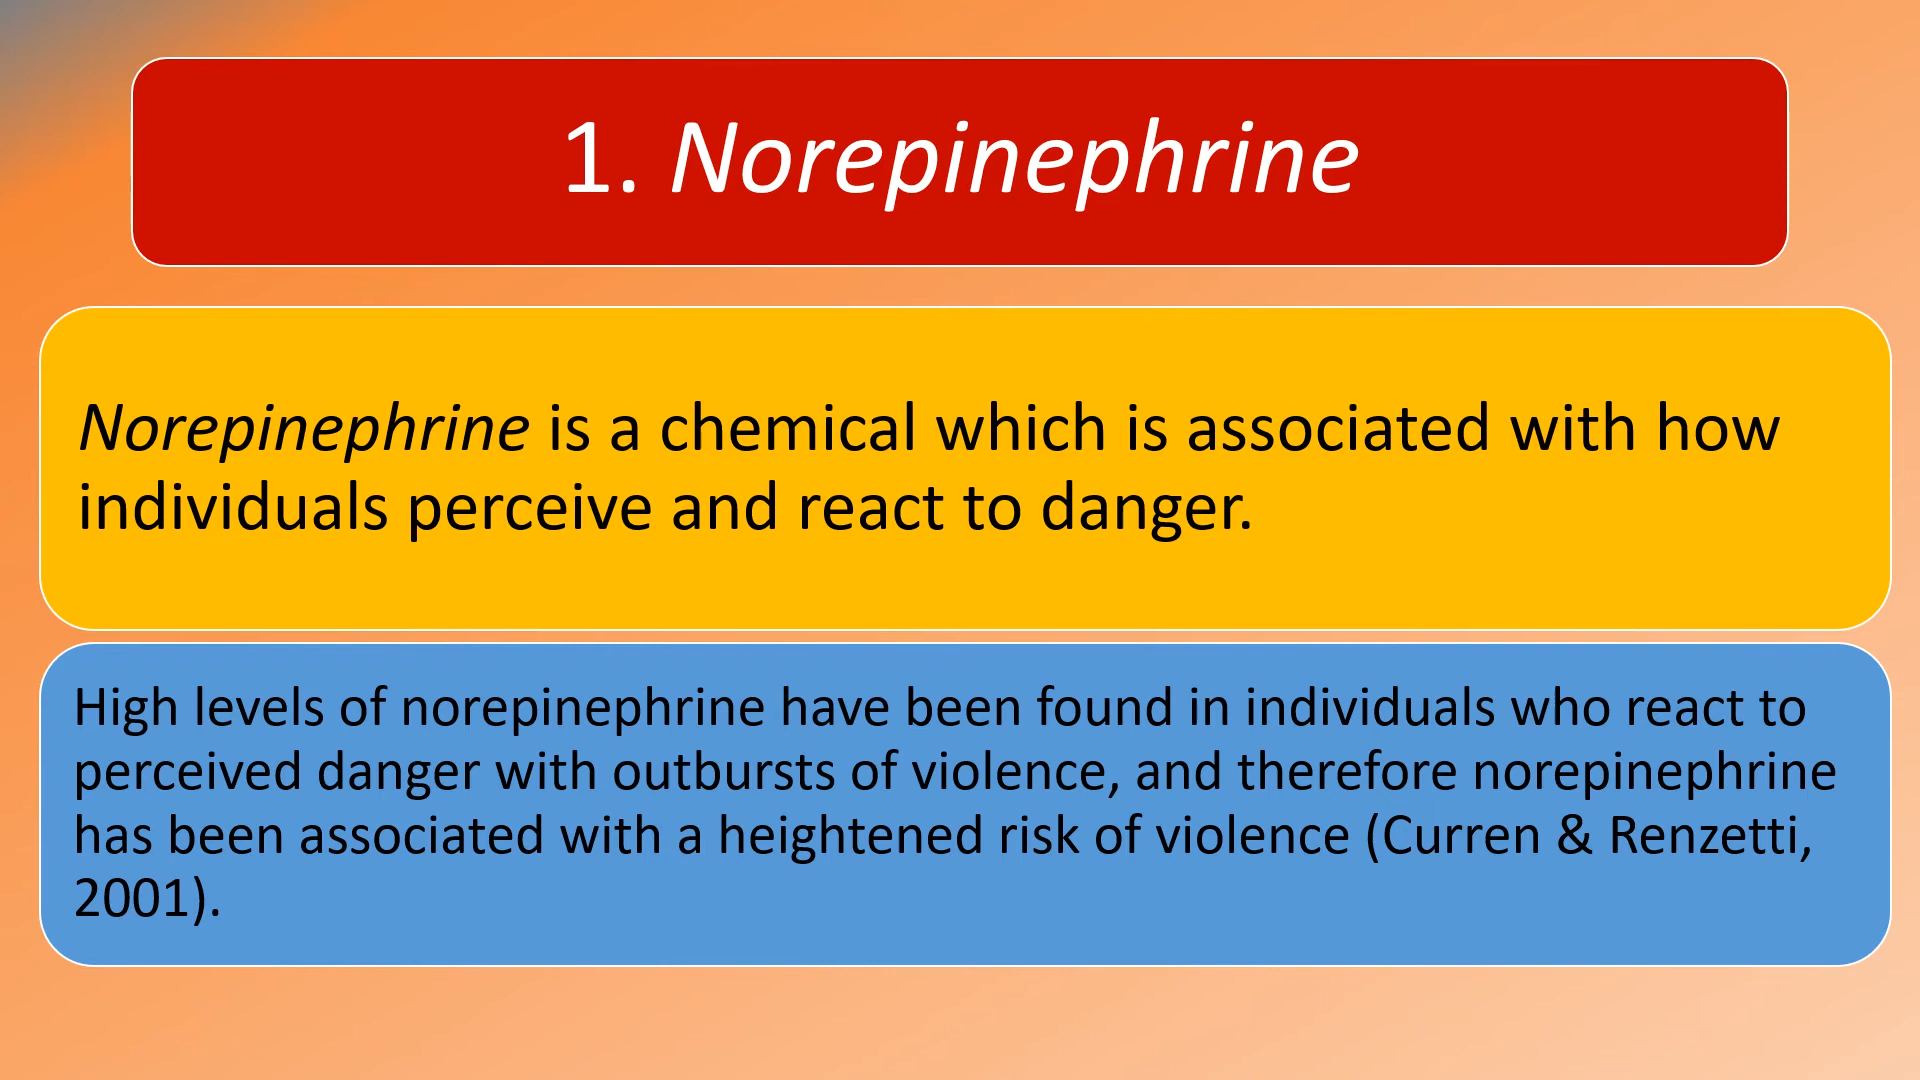 1. Norepinephrine
Norepinephrine is a chemical which is associated with how
individuals perceive and react to danger.
High levels of norepinephrine have been found in individuals who react to
perceived danger with outbursts of violence, and therefore norepinephrine
has been associated with a heightened risk of violence (Curren & Renzetti,
2001).